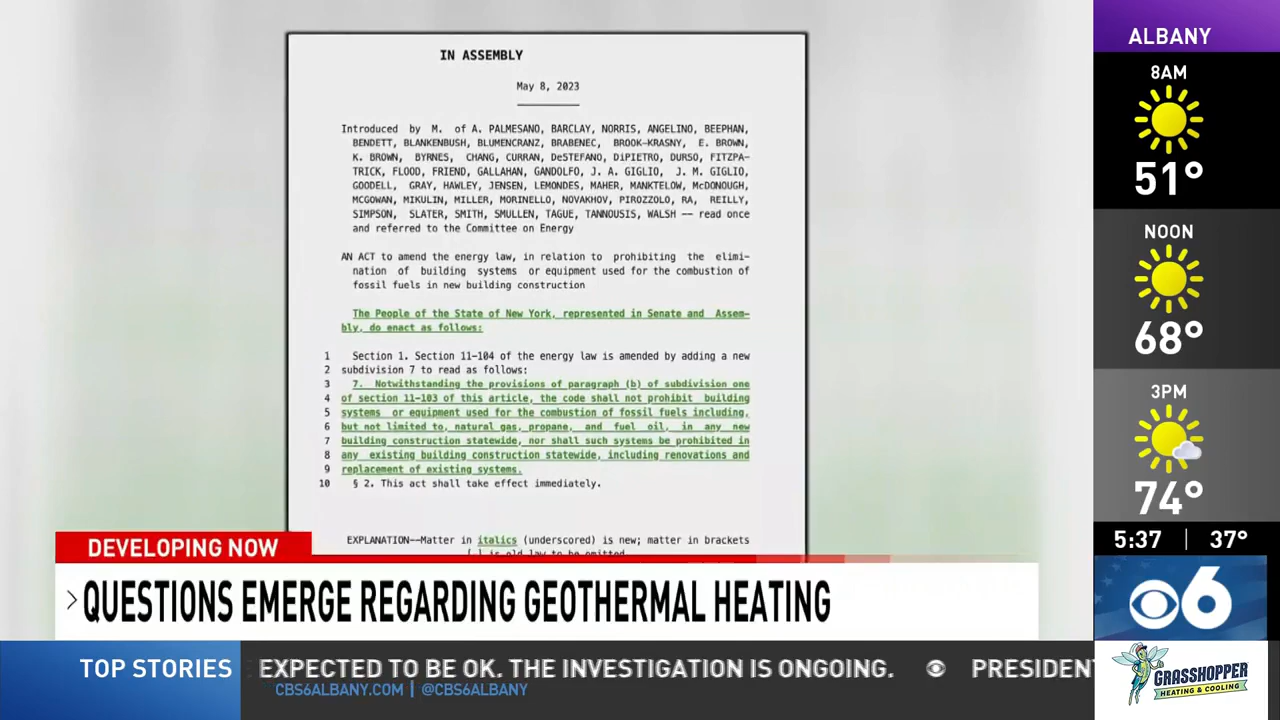 IN ASSEMBLY
May 8, 2023
Introduced by M. of A. PALMESANO, BARCLAY, NORRIS, ANGELINO, BEEPHAN,
BENDETT, BLANKENBUSH, BLUMENCRANZ, BRABENEC, BROOK-KRASNY, E. BROWN,
K. BROWN, BYRNES, CHANG, CURRAN, DeSTEFANO, DiPIETRO, DURSO, FITZPA-
TRICK, FLOOD, FRIEND, GALLAHAN, GANDOLFO, J. A. GIGLIO, J. M. GIGLIO,
GOODELL, GRAY, HAWLEY, JENSEN, LEMONDES, MAHER, MANKTELOW, McDONOUGH,
MCGOWAN, MIKULIN, MILLER, MORINELLO, NOVAKHOV, PIROZZOLO, RA, REILLY,
SIMPSON, SLATER, SMITH, SMULLEN, TAGUE, TANNOUSIS, WALSH -- read once
and referred to the Committee on Energy
AN ACT to amend the energy law, in relation to prohibiting the elimi-
nation of building systems or equipment used for the combustion of
fossil fuels in new building construction
The People of the State of New York, represented in Senate and Assem-
bly, do enact as follows:
1 Section 1. Section 11-104 of the energy law is amended by adding a new
2 subdivision 7 to read as follows:
3 7. Notwithstanding the provisions of paragraph (b) of subdivision one
4 of section 11-103 of this article, the code shall not prohibit building
5 systems or equipment used for the combustion of fossil fuels including,
6 but not limited to, natural gas, propane, and fuel oil, in any new
7 building construction statewide, nor shall such systems be prohibited in
8 any existing building construction statewide, including renovations and
9 replacement of existing systems.
10 § 2. This act shall take effect immediately.
EXPLANATION--Matter in italics (underscored) is new; matter in brackets
is old law to be omitted
DEVELOPING NOW
QUESTIONS EMERGE REGARDING GEOTHERMAL HEATING
TOP STORIES
EXPECTED TO BE OK. THE INVESTIGATION IS ONGOING. PRESIDENT
CBS6ALBANY.COM | @CBS6ALBANY
ALBANY
8AM
51°
NOON
68°
3PM
74°
5:37 | 37°
6
GRASSHOPPER
HEATING & COOLING